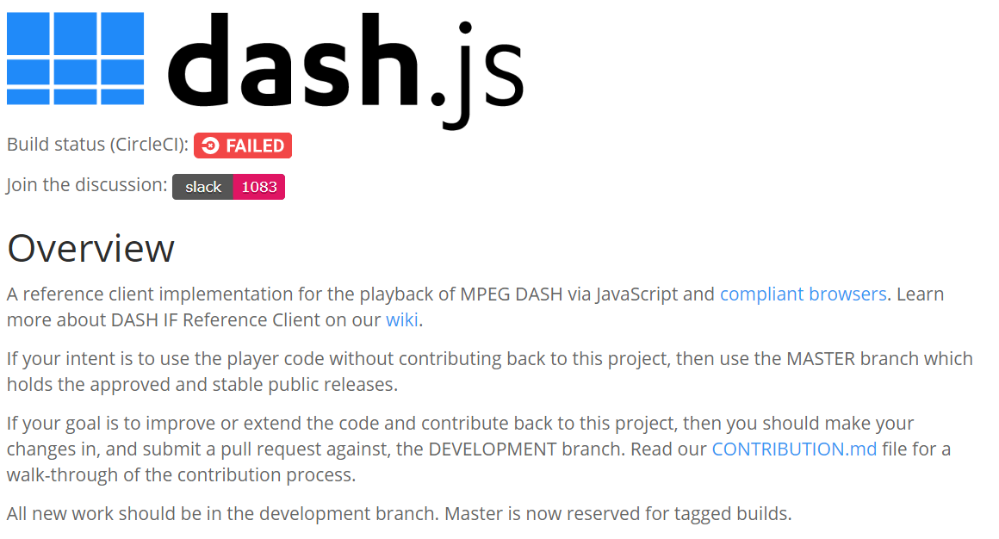 dash.js
Build status (CircleCI): FAILED
Join the discussion: slack 1083
Overview
A reference client implementation for the playback of MPEG DASH via JavaScript and compliant browsers. Learn
more about DASH IF Reference Client on our wiki.
If your intent is to use the player code without contributing back to this project, then use the MASTER branch which
holds the approved and stable public releases.
If your goal is to improve or extend the code and contribute back to this project, then you should make your
changes in, and submit a pull request against, the DEVELOPMENT branch. Read our CONTRIBUTION.md file for a
walk-through of the contribution process.
All new work should be in the development branch. Master is now reserved for tagged builds.